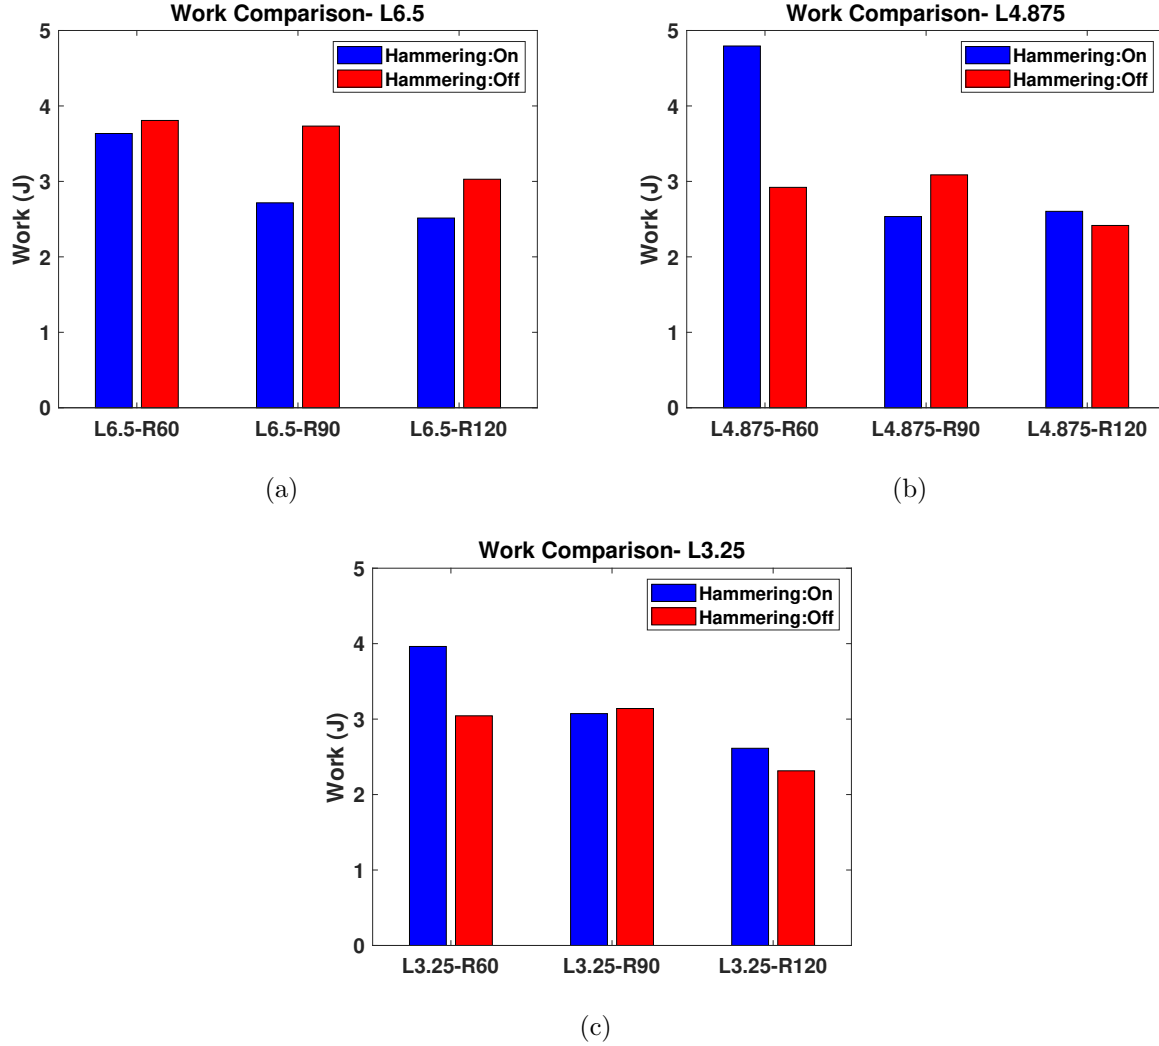 Work Comparison- L6.5
Hammering:On
Hammering:Off
Work (J)
5
4
3
2
1
0
L6.5-R60 L6.5-R90 L6.5-R120
(a)
Work Comparison- L4.875
Hammering:On
Hammering:Off
Work (J)
5
4
3
2
1
0
L4.875-R60 L4.875-R90 L4.875-R120
(b)
Work Comparison- L3.25
Hammering:On
Hammering:Off
Work (J)
5
4
3
2
1
0
L3.25-R60 L3.25-R90 L3.25-R120
(c)